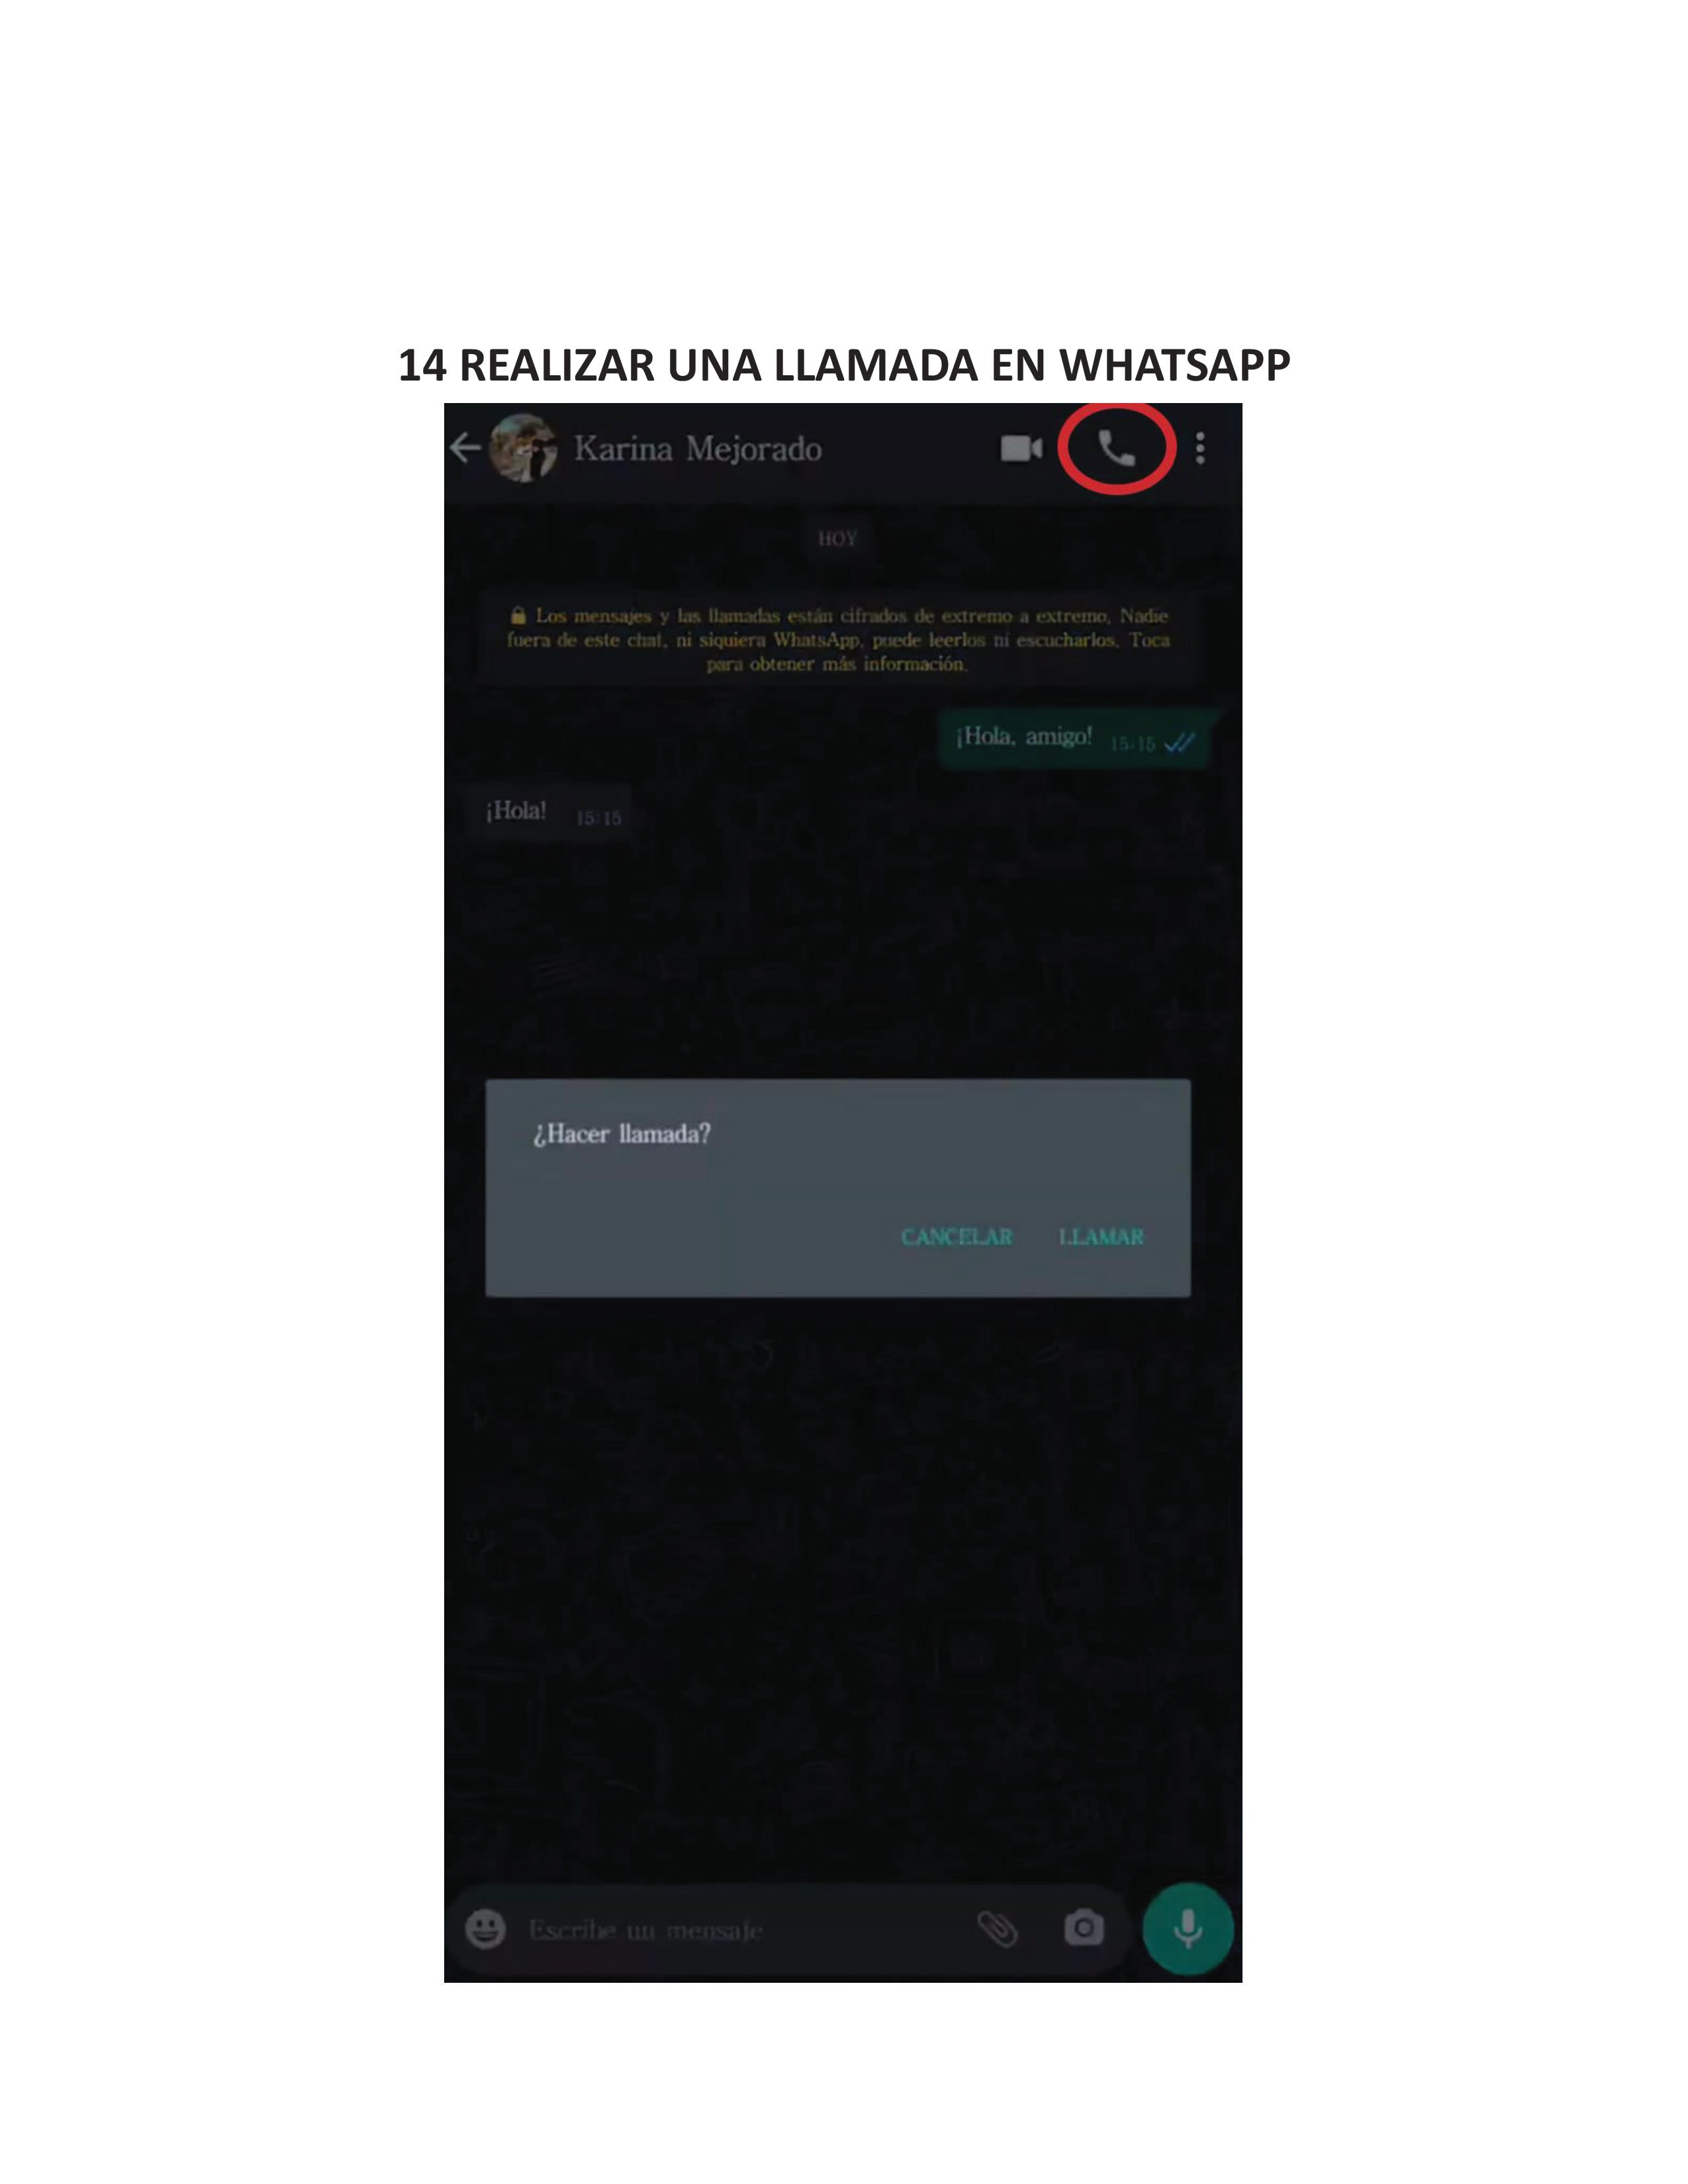 14 REALIZAR UNA LLAMADA EN WHATSAPP
Karina Mejorado
HOY
Los mensajes y las llamadas están cifrados de extremo a extremo, Nadie
fuera de este chat, ni siquiera WhatsApp, puede leerlos ni escucharlos. Toca
para obtener más información.
¡Hola, amigo! 15:15
¡Hola! 15:15
¿Hacer llamada?
CANCELAR LLAMAR
Escribe un mensaje